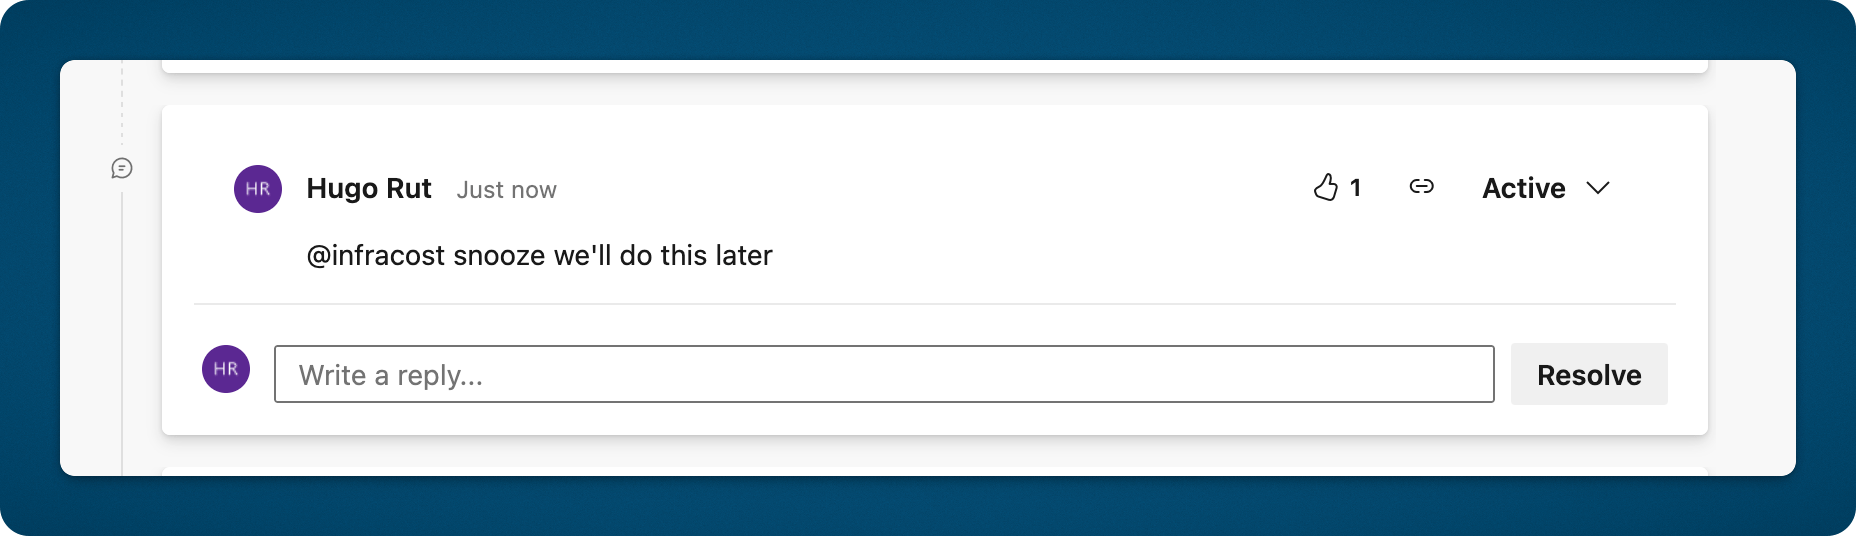 HR Hugo Rut Just now 1 Active
@infracost snooze we'll do this later
HR Write a reply... Resolve